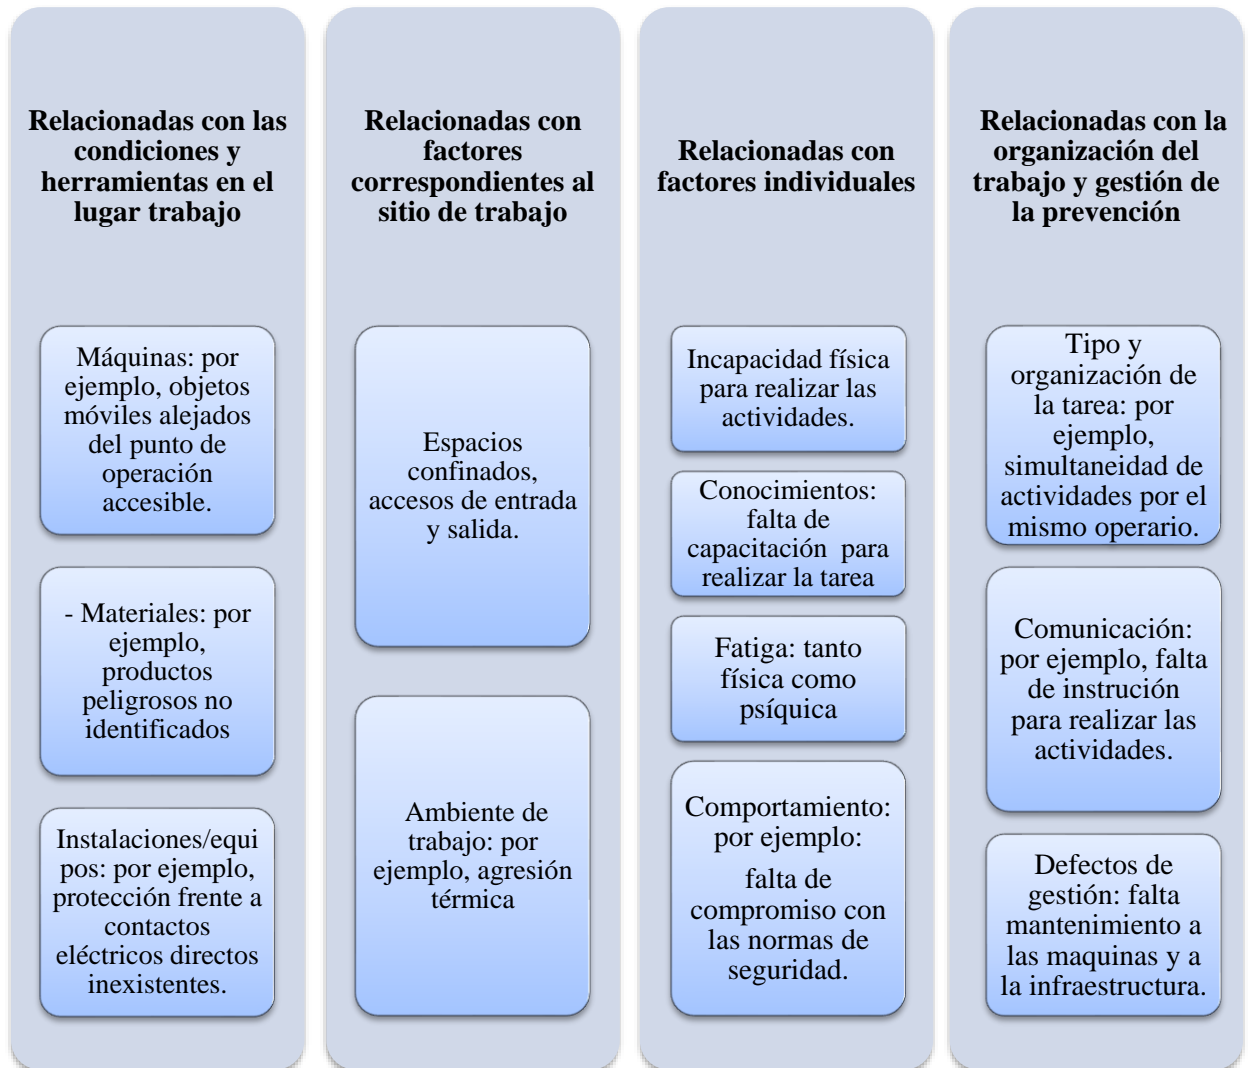 Relacionadas con las
condiciones y
herramientas en el
lugar trabajo
Máquinas: por
ejemplo, objetos
móviles alejados
del punto de
operación
accesible.
- Materiales: por
ejemplo,
productos
peligrosos no
identificados
Instalaciones/equi
pos: por ejemplo,
protección frente a
contactos
eléctricos directos
inexistentes.
Relacionadas con
factores
correspondientes al
sitio de trabajo
Espacios
confinados,
accesos de entrada
y salida.
Ambiente de
trabajo: por
ejemplo, agresión
térmica
Relacionadas con
factores individuales
Incapacidad física
para realizar las
actividades.
Conocimientos:
falta de
capacitación para
realizar la tarea
Fatiga: tanto
física como
psíquica
Comportamiento:
por ejemplo:
falta de
compromiso con
las normas de
seguridad.
Relacionadas con la
organización del
trabajo y gestión de
la prevención
Tipo y
organización de
la tarea: por
ejemplo,
simultaneidad de
actividades por el
mismo operario.
Comunicación:
por ejemplo, falta
de instrución
para realizar las
actividades.
Defectos de
gestión: falta
mantenimiento a
las maquinas y a
la infraestructura.